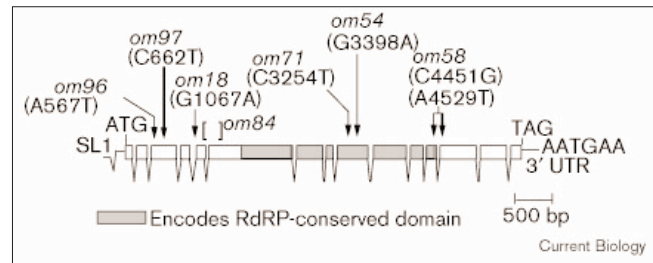 om54
om97
(G3398A)
(C662T)
om71
om58
om96
om18
(C3254T)
(C4451G)
(A567T)
(G1067A)
(A4529T)
ATG
[ ] om84
TAG
SL1
AATGAA
3′ UTR
500 bp
Encodes RdRP-conserved domain
Current Biology